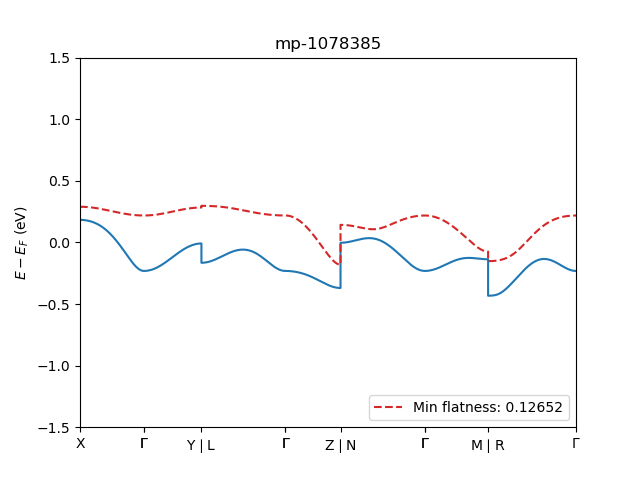 mp-1078385
E − E_F (eV)
1.5
1.0
0.5
0.0
−0.5
−1.0
−1.5
Min flatness: 0.12652
X Γ Y | L Γ Z | N Γ M | R Γ